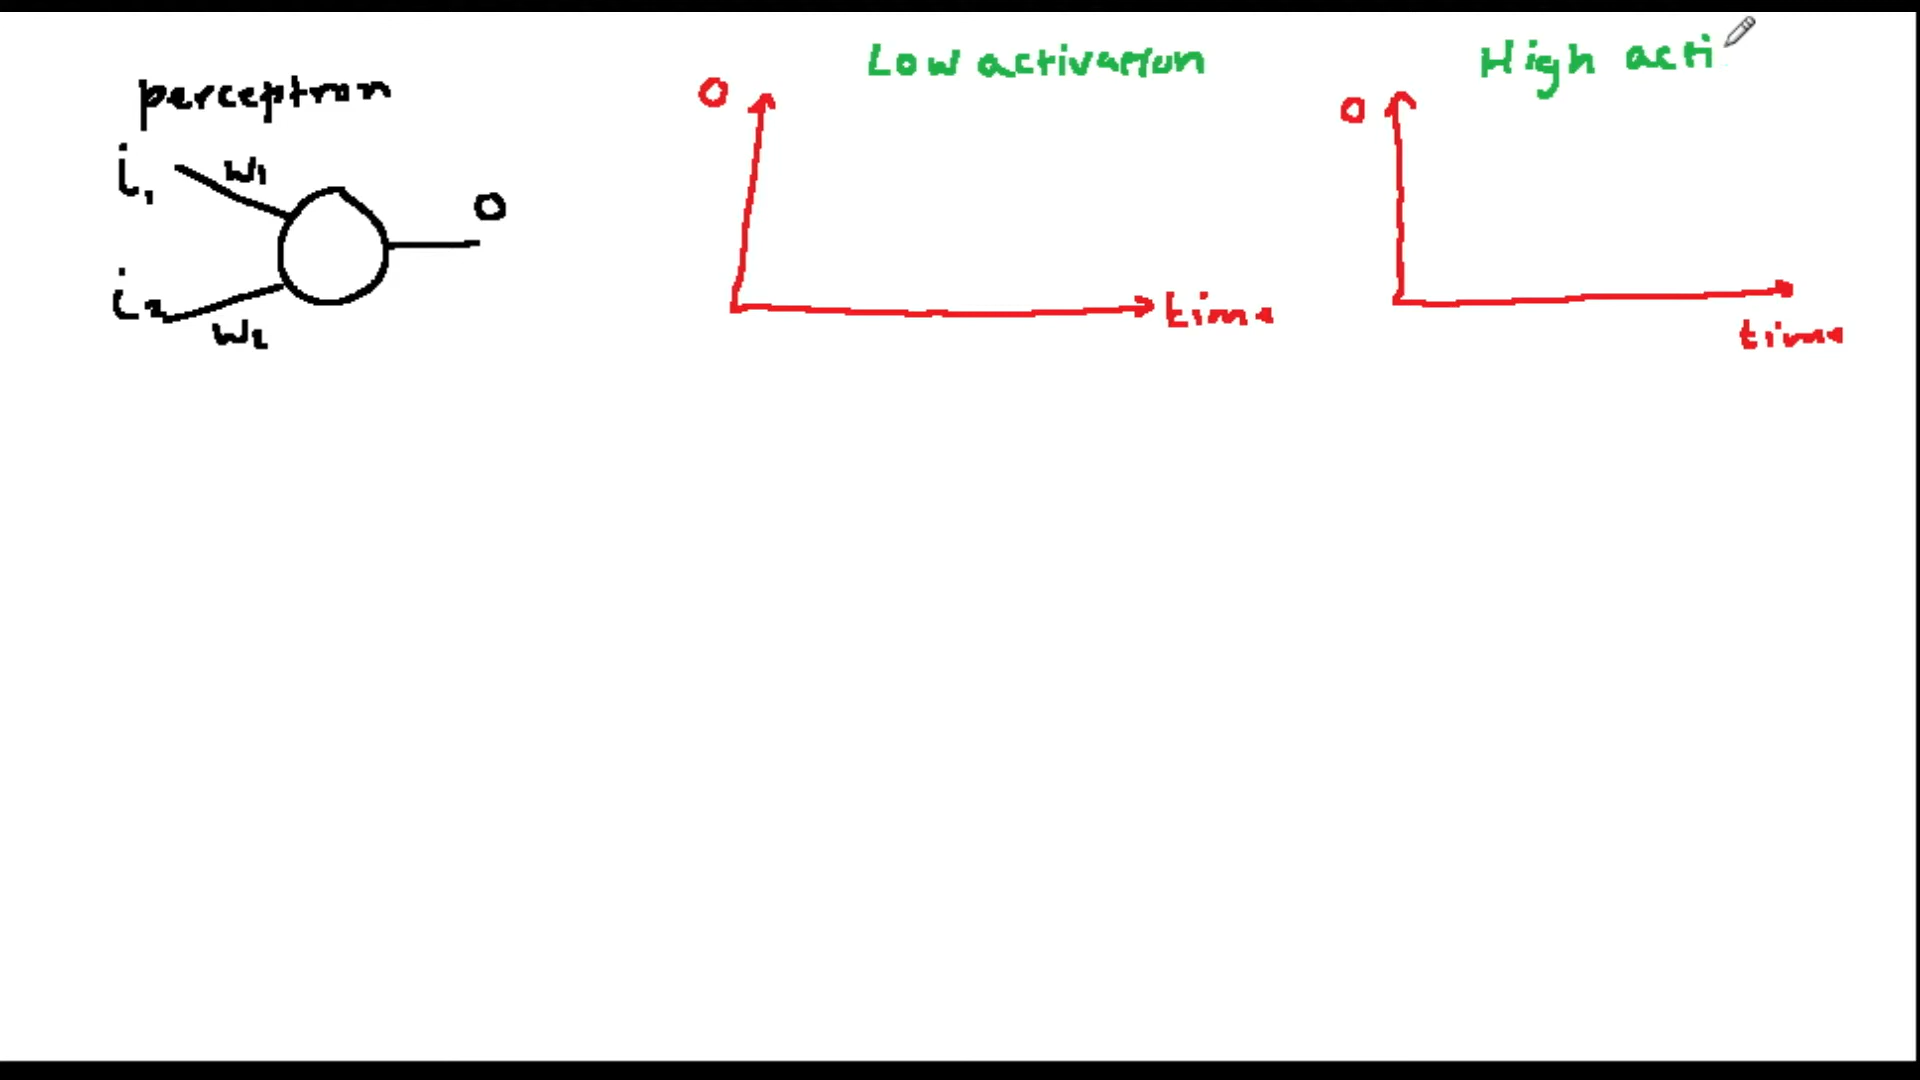 perceptron
i1 w1
i2 w2
O
Low activation
O
time
High acti
O
time